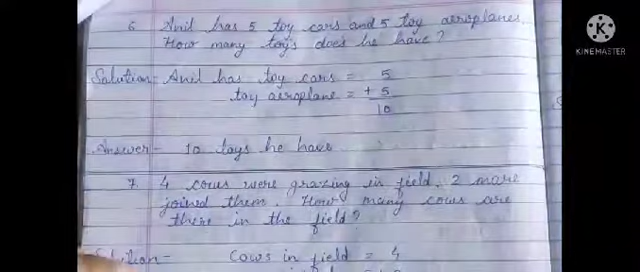 6 Anil has 5 toy cars and 5 toy aeroplanes.
How many toys does he have?
Solution: Anil has toy cars = 5
toy aeroplane = + 5
10
Answer - 10 toys he have
7. 4 cows were grazing in field. 2 more
joined them. How many cows are
there in the field?
Solution = Cows in field = 4
KINEMASTER